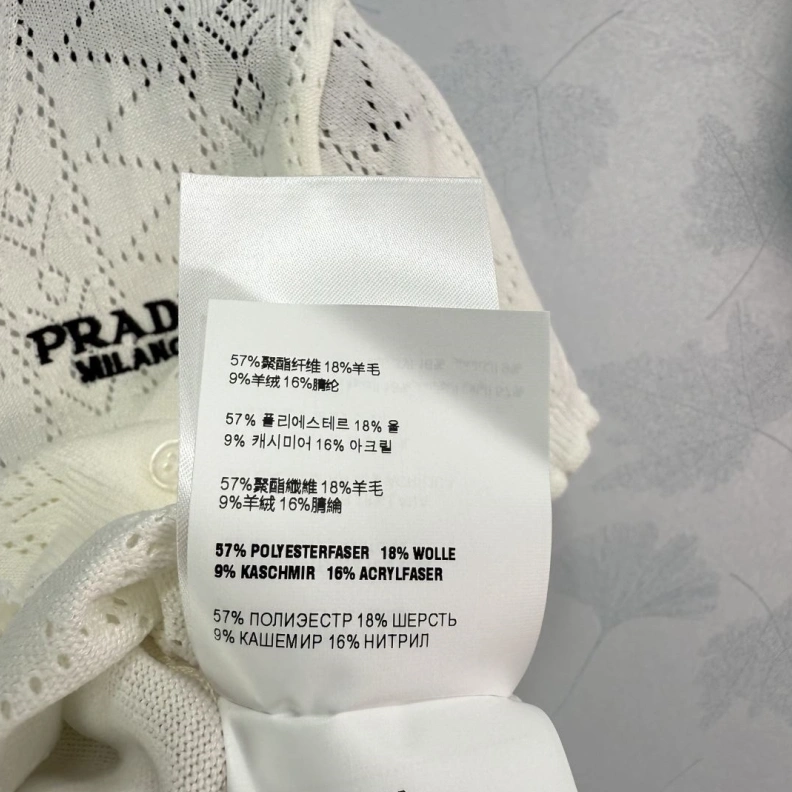 PRAD
MILANO
57%聚酯纤维 18%羊毛
9%羊绒 16%腈纶
57% 폴리에스테르 18% 울
9% 캐시미어 16% 아크릴
57%聚酯纖維 18%羊毛
9%羊絨 16%腈綸
57% POLYESTERFASER 18% WOLLE
9% KASCHMIR 16% ACRYLFASER
57% ПОЛИЭЕСТР 18% ШЕРСТЬ
9% КАШЕМИР 16% НИТРИЛ